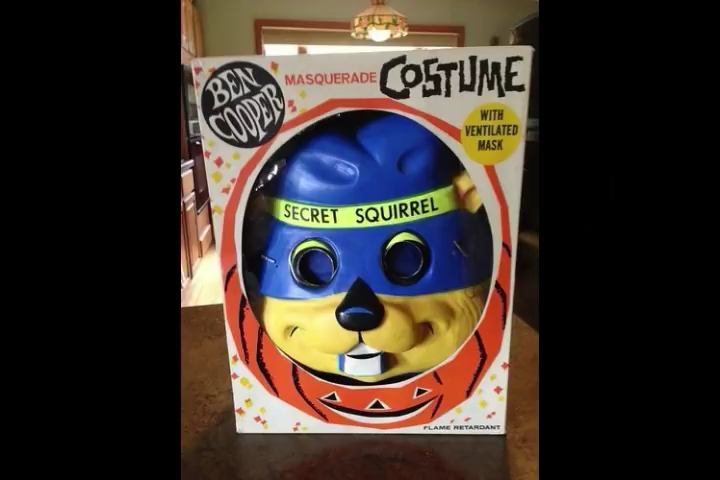 BEN
COOPER
MASQUERADE COSTUME
WITH
VENTILATED
MASK
SECRET SQUIRREL
FLAME RETARDANT